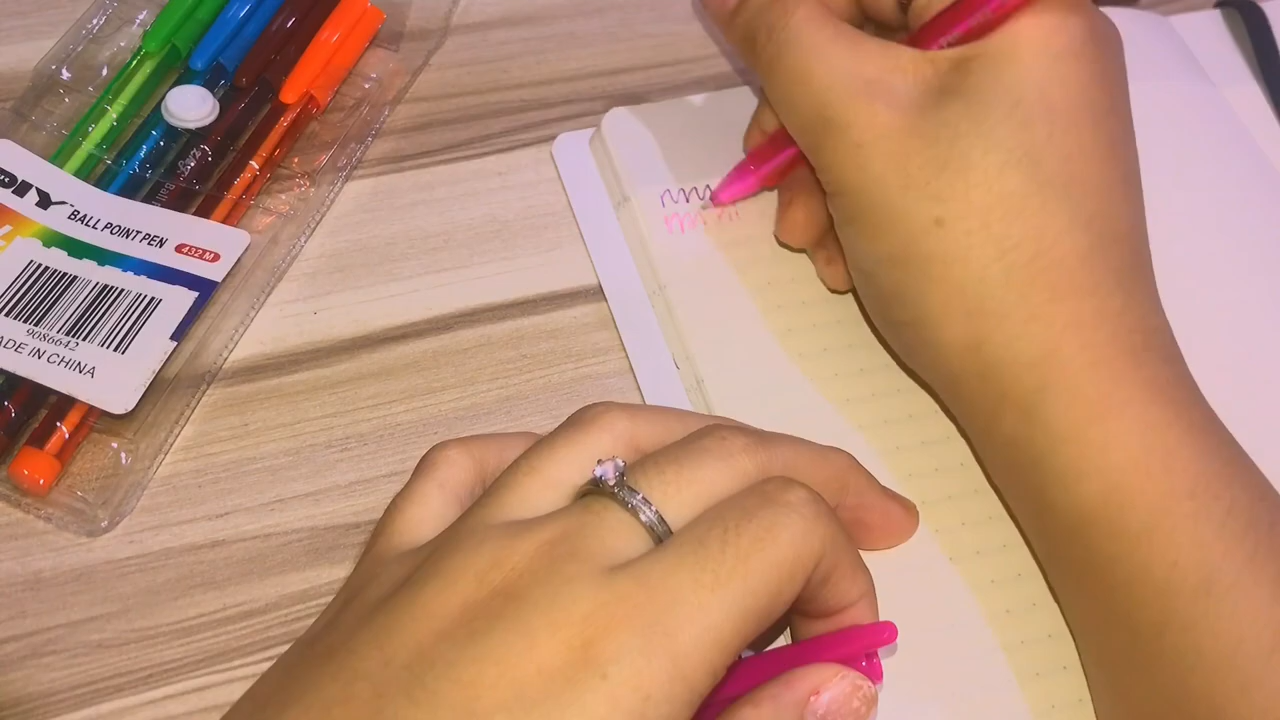 DIY
BALL POINT PEN
432 M
9086642
ADE IN CHINA